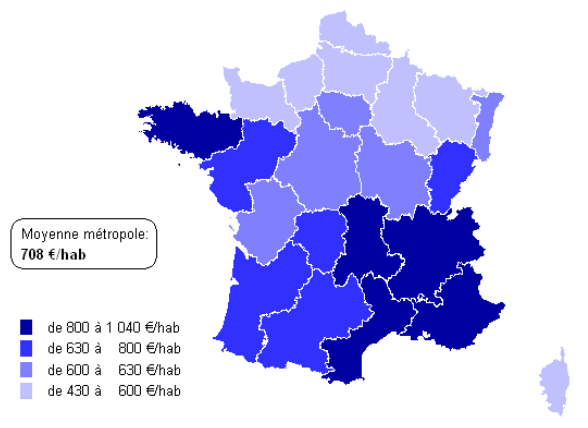 Moyenne métropole:
708 €/hab
de 800 à 1 040 €/hab
de 630 à 800 €/hab
de 600 à 630 €/hab
de 430 à 600 €/hab